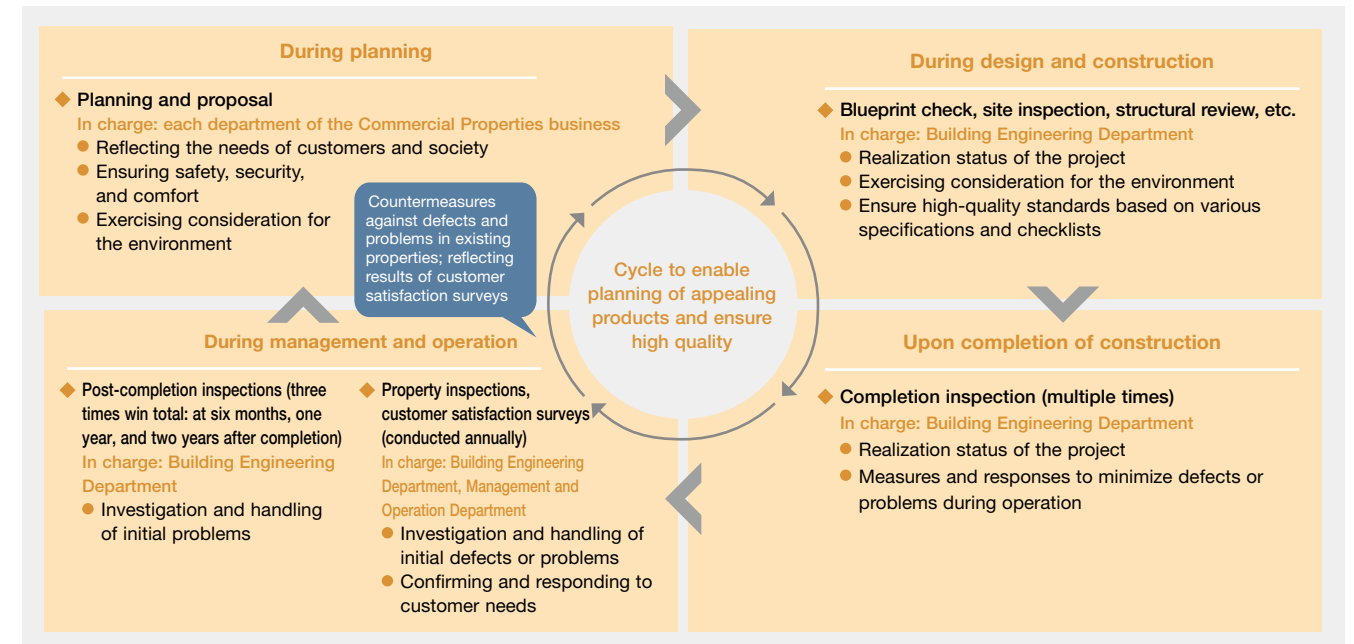 During planning
◆ Planning and proposal
In charge: each department of the Commercial Properties business
● Reflecting the needs of customers and society
● Ensuring safety, security,
and comfort
● Exercising consideration for
the environment
Countermeasures
against defects and
problems in existing
properties; reflecting
results of customer
satisfaction surveys
During design and construction
◆ Blueprint check, site inspection, structural review, etc.
In charge: Building Engineering Department
● Realization status of the project
● Exercising consideration for the environment
● Ensure high-quality standards based on various
specifications and checklists
Cycle to enable
planning of appealing
products and ensure
high quality
During management and operation
◆ Post-completion inspections (three
times win total: at six months, one
year, and two years after completion)
In charge: Building Engineering
Department
● Investigation and handling
of initial problems
◆ Property inspections,
customer satisfaction surveys
(conducted annually)
In charge: Building Engineering
Department, Management and
Operation Department
● Investigation and handling of
initial defects or problems
● Confirming and responding to
customer needs
Upon completion of construction
◆ Completion inspection (multiple times)
In charge: Building Engineering Department
● Realization status of the project
● Measures and responses to minimize defects or
problems during operation